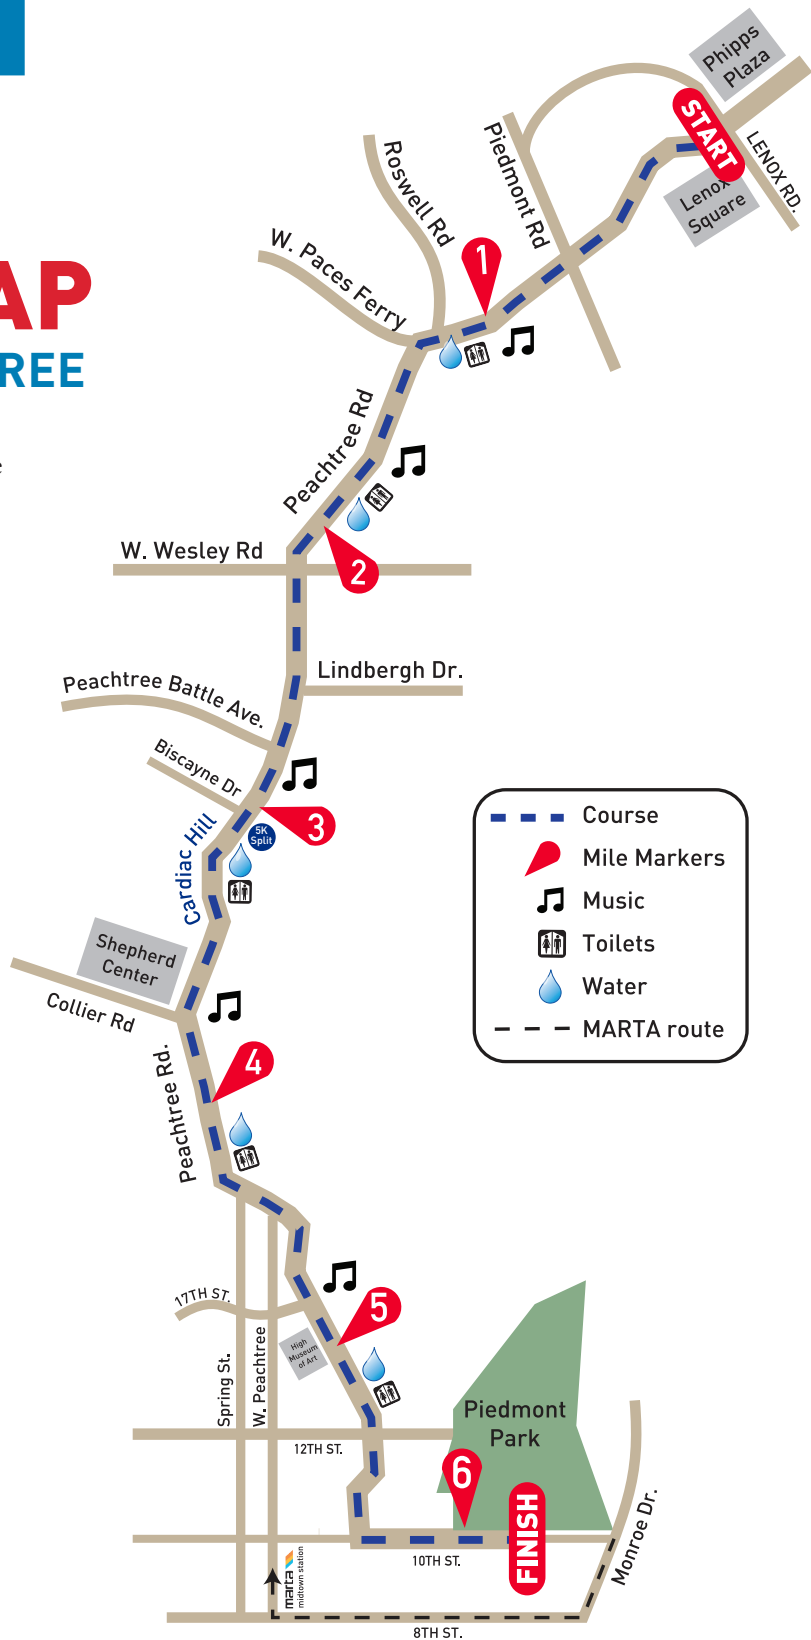 Phipps
Plaza
START
LENOX RD.
Lenox
Square
Piedmont Rd
Roswell Rd
W. Paces Ferry
1
AP
REE
e
Peachtree Rd
2
W. Wesley Rd
Lindbergh Dr.
Peachtree Battle Ave.
Biscayne Dr
3
5K
Split
Cardiac Hill
Course
Mile Markers
Music
Toilets
Water
MARTA route
Shepherd
Center
Collier Rd
4
Peachtree Rd.
17TH ST.
5
High
Museum
of Art
Spring St.
W. Peachtree
12TH ST.
Piedmont
Park
6
FINISH
10TH ST.
Monroe Dr.
marta
midtown station
8TH ST.